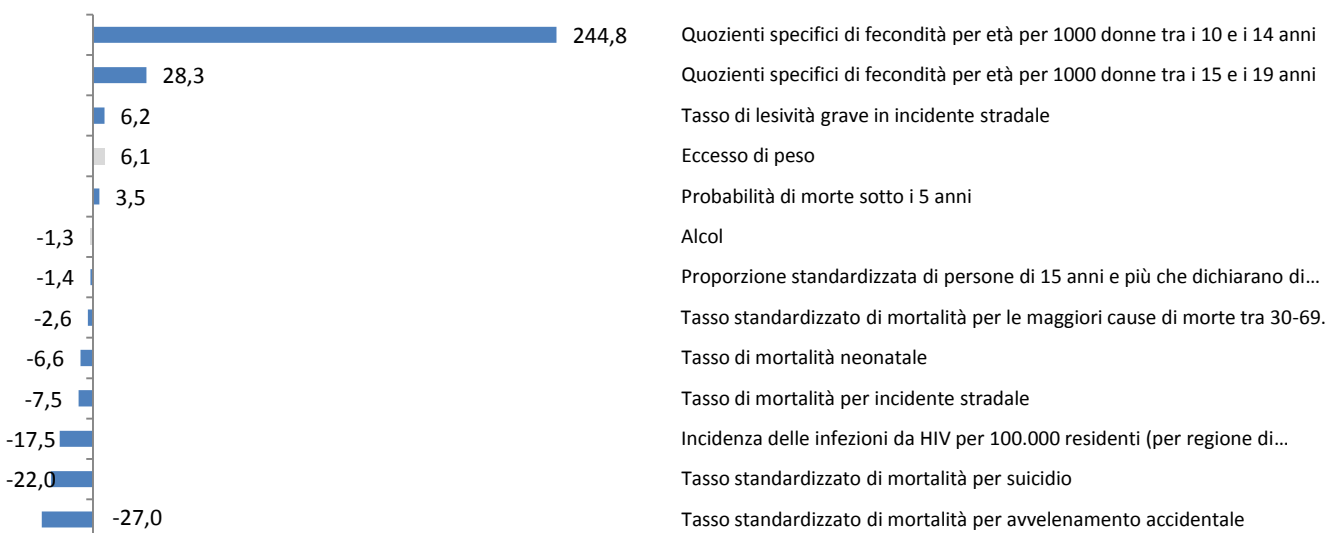 244,8 Quozienti specifici di fecondità per età per 1000 donne tra i 10 e i 14 anni
28,3 Quozienti specifici di fecondità per età per 1000 donne tra i 15 e i 19 anni
6,2 Tasso di lesività grave in incidente stradale
6,1 Eccesso di peso
3,5 Probabilità di morte sotto i 5 anni
-1,3 Alcol
-1,4 Proporzione standardizzata di persone di 15 anni e più che dichiarano di…
-2,6 Tasso standardizzato di mortalità per le maggiori cause di morte tra 30-69.
-6,6 Tasso di mortalità neonatale
-7,5 Tasso di mortalità per incidente stradale
-17,5 Incidenza delle infezioni da HIV per 100.000 residenti (per regione di…
-22,0 Tasso standardizzato di mortalità per suicidio
-27,0 Tasso standardizzato di mortalità per avvelenamento accidentale